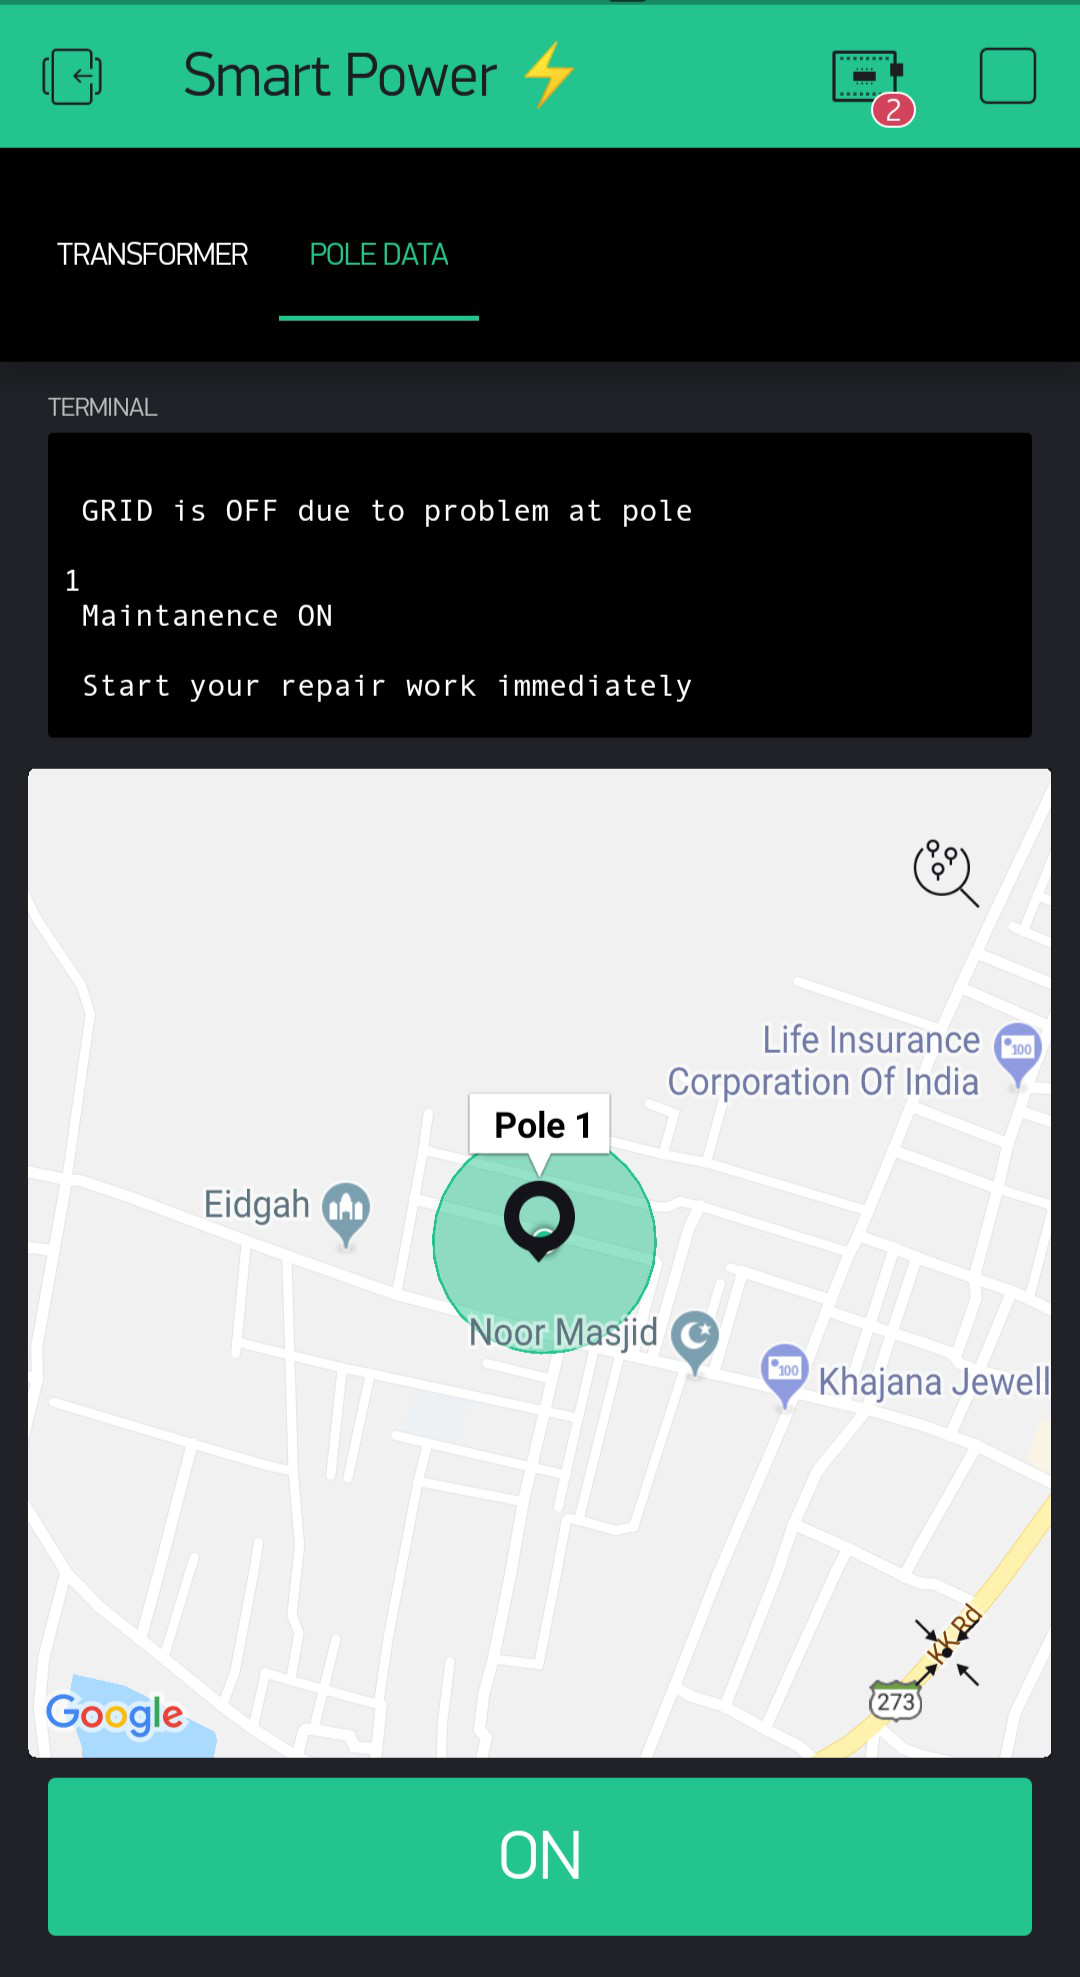 Smart Power ⚡
2
TRANSFORMER
POLE DATA
TERMINAL
GRID is OFF due to problem at pole
1
Maintanence ON
Start your repair work immediately
Life Insurance
Corporation Of India
100
Pole 1
Eidgah
Noor Masjid
100
Khajana Jewell
KK Rd
273
Google
ON